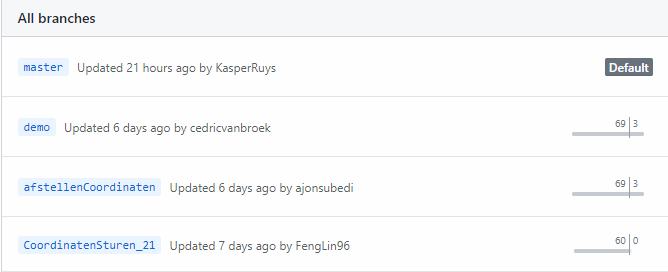 All branches
master Updated 21 hours ago by KasperRuys Default
demo Updated 6 days ago by cedricvanbroek 69 3
afstellenCoordinaten Updated 6 days ago by ajonsubedi 69 3
CoordinatenSturen_21 Updated 7 days ago by FengLin96 60 0